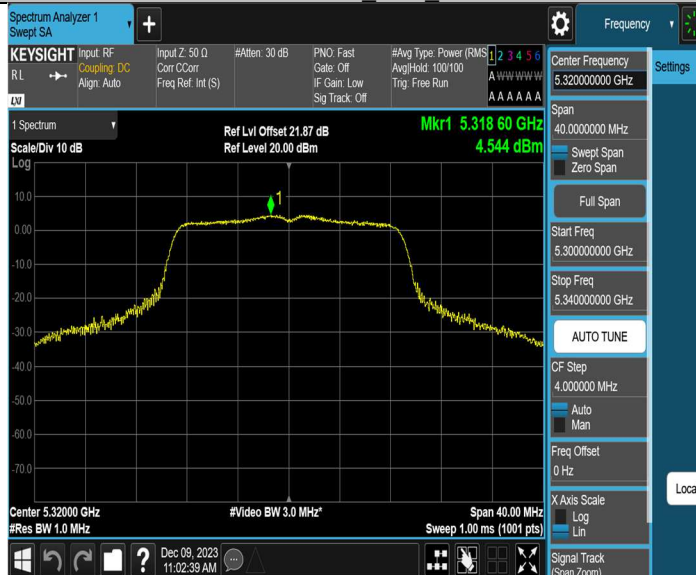 Spectrum Analyzer 1
Swept SA
+
Frequency
KEYSIGHT
RL
LXI
Input: RF
Coupling: DC
Align: Auto
Input Z: 50 Ω
Corr CCorr
Freq Ref: Int (S)
#Atten: 30 dB
PNO: Fast
Gate: Off
IF Gain: Low
Sig Track: Off
#Avg Type: Power (RMS
Avg|Hold: 100/100
Trig: Free Run
1 2 3 4 5 6
A W W W W W
A A A A A A
1 Spectrum
Scale/Div 10 dB
Log
Ref Lvl Offset 21.87 dB
Ref Level 20.00 dBm
Mkr1 5.318 60 GHz
4.544 dBm
1
10.0
0.00
-10.0
-20.0
-30.0
-40.0
-50.0
-60.0
-70.0
Center 5.32000 GHz
#Res BW 1.0 MHz
#Video BW 3.0 MHz*
Span 40.00 MHz
Sweep 1.00 ms (1001 pts)
?
Dec 09, 2023
11:02:39 AM
Center Frequency
5.320000000 GHz
Span
40.0000000 MHz
Swept Span
Zero Span
Full Span
Start Freq
5.300000000 GHz
Stop Freq
5.340000000 GHz
AUTO TUNE
CF Step
4.000000 MHz
Auto
Man
Freq Offset
0 Hz
X Axis Scale
Log
Lin
Signal Track
(Span Zoom)
Settings
Loca